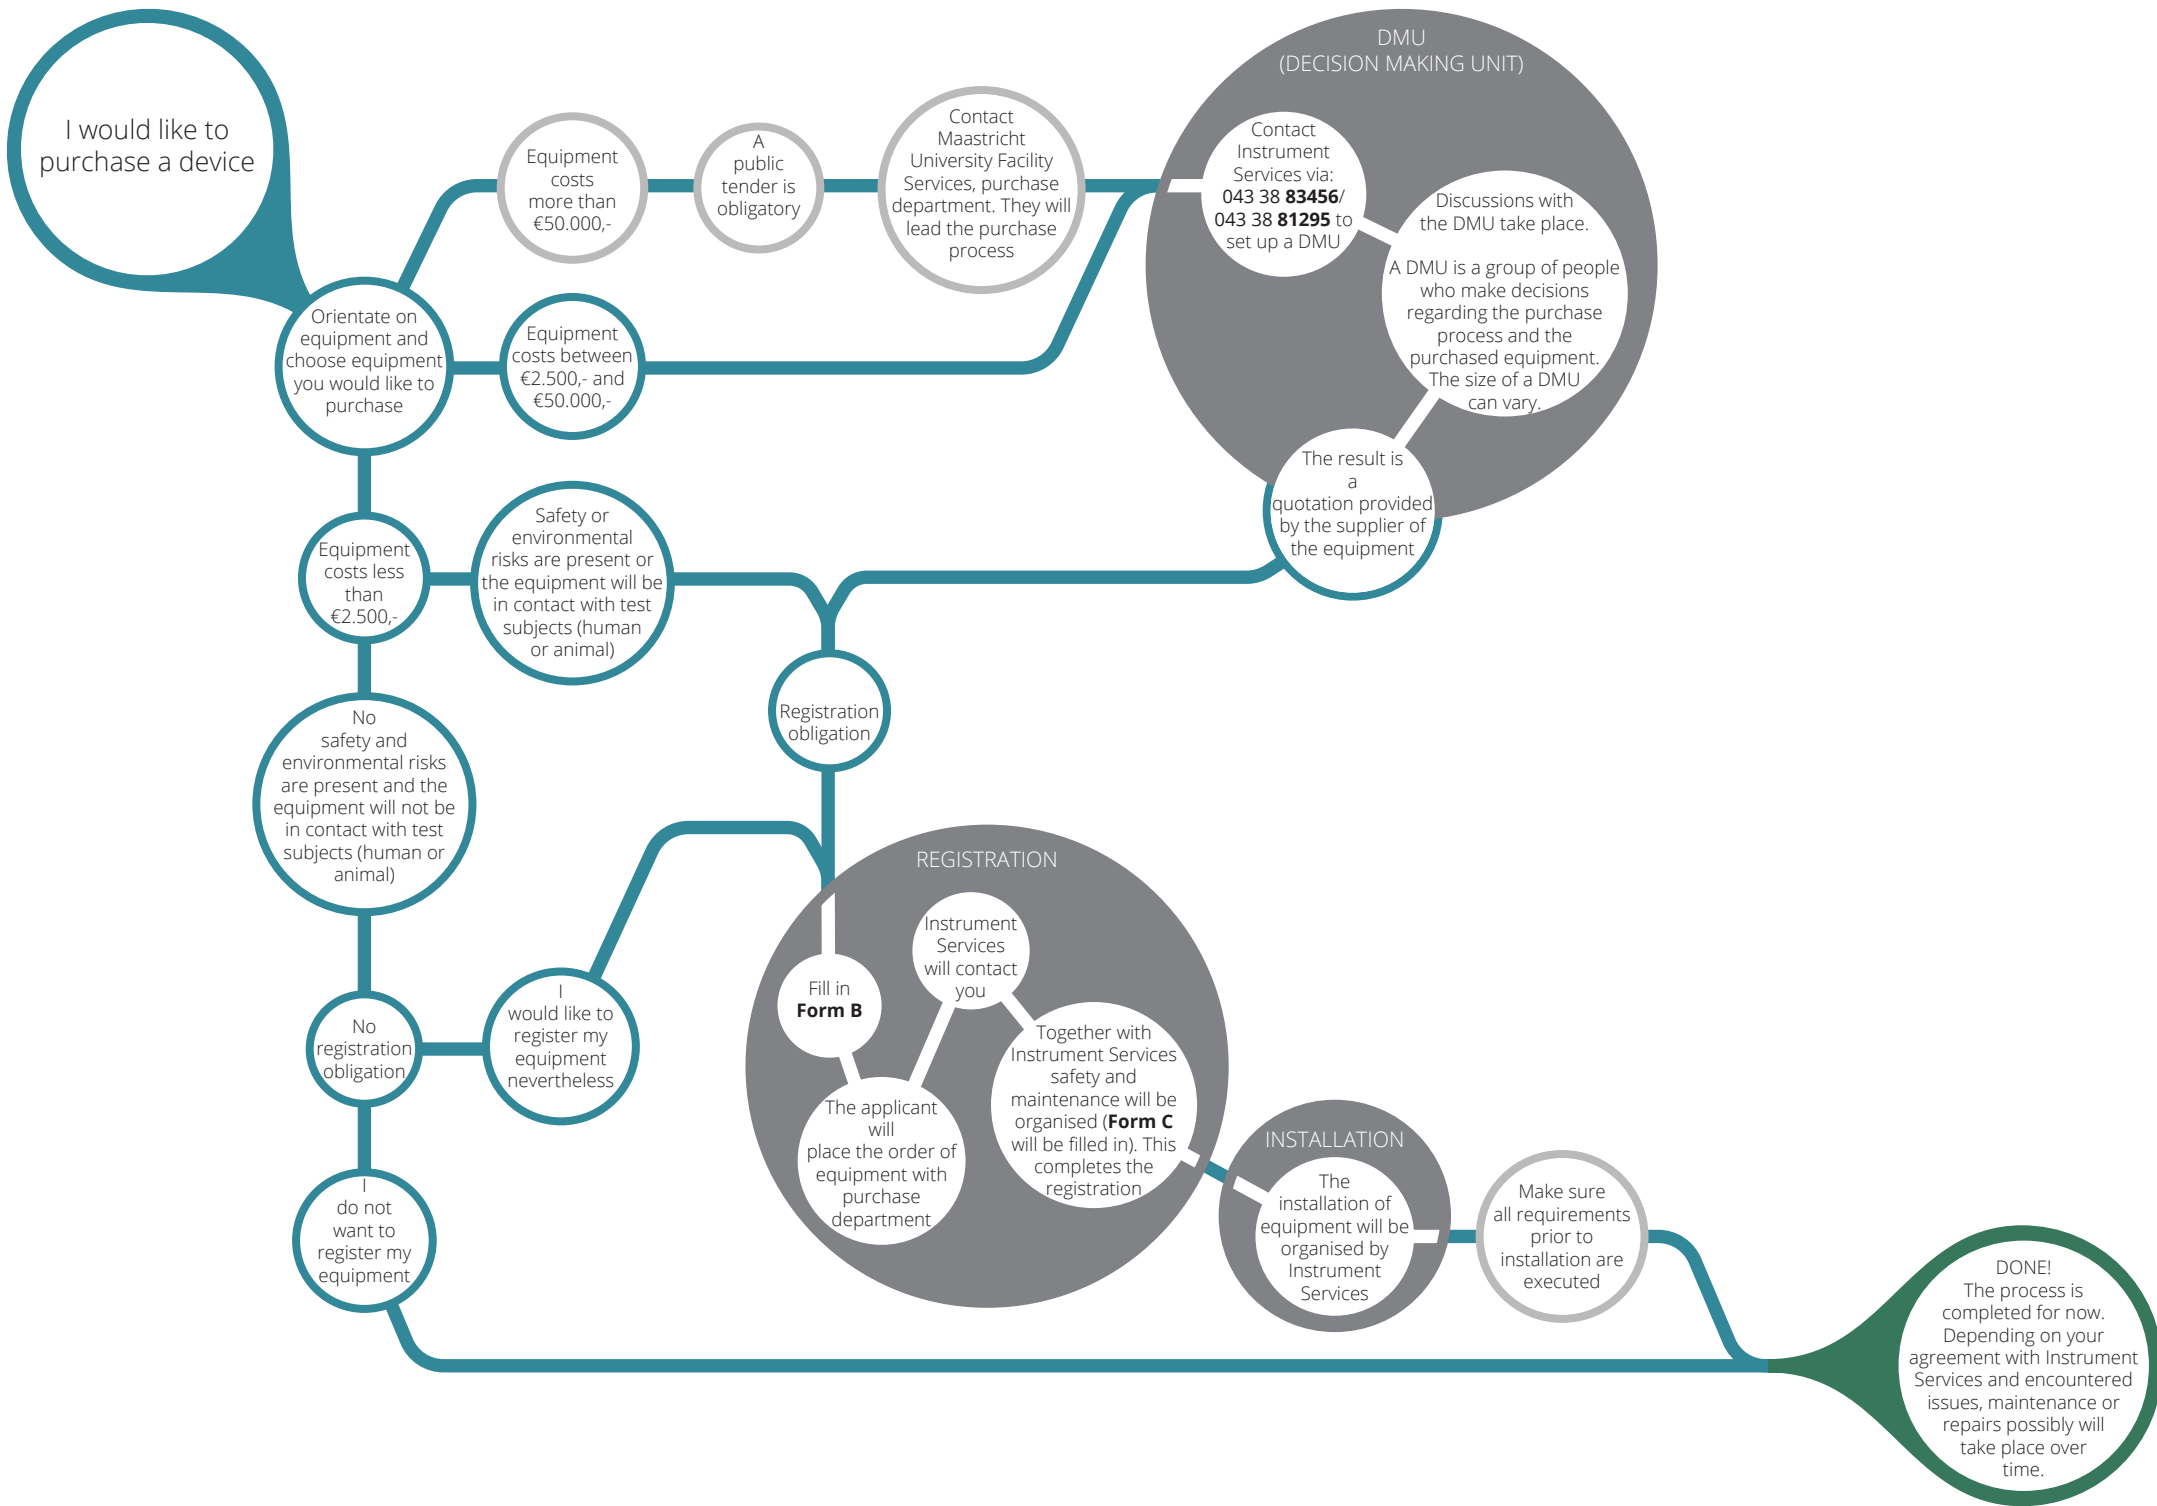 I would like to
purchase a device
Orientate on
equipment and
choose equipment
you would like to
purchase
Equipment
costs
more than
€50.000,-
A
public
tender is
obligatory
Contact
Maastricht
University Facility
Services, purchase
department. They will
lead the purchase
process
Equipment
costs between
€2.500,- and
€50.000,-
DMU
(DECISION MAKING UNIT)
Contact
Instrument
Services via:
043 38 83456/
043 38 81295 to
set up a DMU
Discussions with
the DMU take place.
A DMU is a group of people
who make decisions
regarding the purchase
process and the
purchased equipment.
The size of a DMU
can vary.
The result is
a
quotation provided
by the supplier of
the equipment
Equipment
costs less
than
€2.500,-
Safety or
environmental
risks are present or
the equipment will be
in contact with test
subjects (human
or animal)
Registration
obligation
No
safety and
environmental risks
are present and the
equipment will not be
in contact with test
subjects (human or
animal)
No
registration
obligation
I
would like to
register my
equipment
nevertheless
I
do not
want to
register my
equipment
REGISTRATION
Fill in
Form B
The applicant
will
place the order of
equipment with
purchase
department
Instrument
Services
will contact
you
Together with
Instrument Services
safety and
maintenance will be
organised (Form C
will be filled in). This
completes the
registration
INSTALLATION
The
installation of
equipment will be
organised by
Instrument
Services
Make sure
all requirements
prior to
installation are
executed
DONE!
The process is
completed for now.
Depending on your
agreement with Instrument
Services and encountered
issues, maintenance or
repairs possibly will
take place over
time.